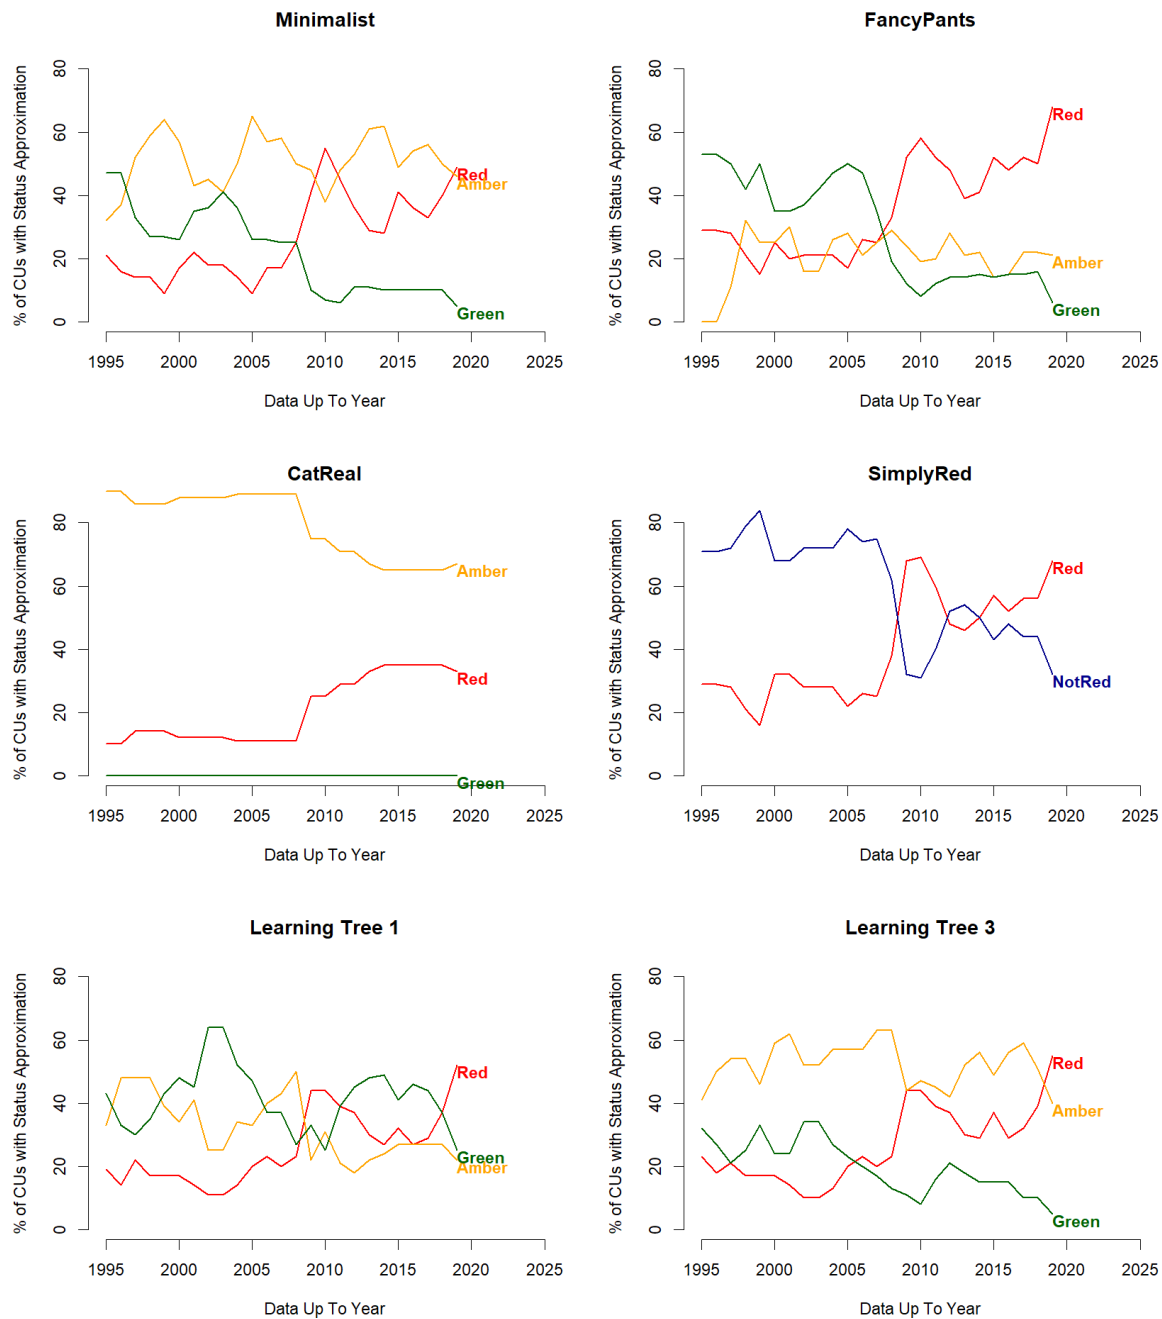 Minimalist
% of CUs with Status Approximation
80
60
40
20
0
Red
Amber
Green
1995 2000 2005 2010 2015 2020 2025
Data Up To Year
FancyPants
% of CUs with Status Approximation
80
60
40
20
0
Red
Amber
Green
1995 2000 2005 2010 2015 2020 2025
Data Up To Year
CatReal
% of CUs with Status Approximation
80
60
40
20
0
Amber
Red
Green
1995 2000 2005 2010 2015 2020 2025
Data Up To Year
SimplyRed
% of CUs with Status Approximation
80
60
40
20
0
Red
NotRed
1995 2000 2005 2010 2015 2020 2025
Data Up To Year
Learning Tree 1
% of CUs with Status Approximation
80
60
40
20
0
Red
Green
Amber
1995 2000 2005 2010 2015 2020 2025
Data Up To Year
Learning Tree 3
% of CUs with Status Approximation
80
60
40
20
0
Red
Amber
Green
1995 2000 2005 2010 2015 2020 2025
Data Up To Year